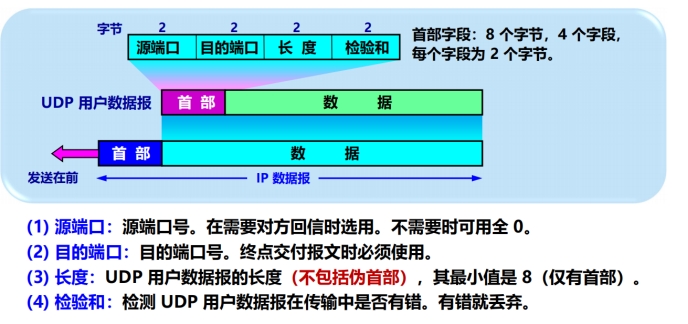 字节 2 2 2 2
源端口 目的端口 长 度 检验和
首部字段：8 个字节，4 个字段，
每个字段为 2 个字节。
UDP 用户数据报 首 部 数 据
首 部 数 据
发送在前 IP 数据报
(1) 源端口：源端口号。在需要对方回信时选用。不需要时可用全 0。
(2) 目的端口：目的端口号。终点交付报文时必须使用。
(3) 长度：UDP 用户数据报的长度（不包括伪首部），其最小值是 8（仅有首部）。
(4) 检验和：检测 UDP 用户数据报在传输中是否有错。有错就丢弃。